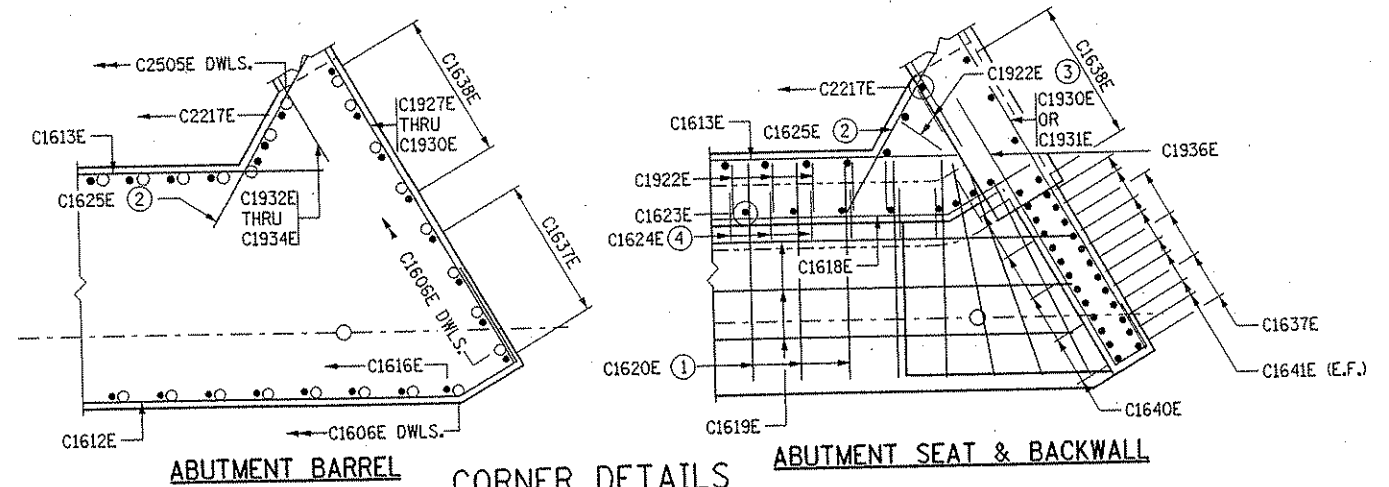 C2505E DWLS.
C2217E
C1613E
C1625E 2
C1932E
THRU
C1934E
C1927E
THRU
C1930E
C1638E
C1637E
C1606E DWLS.
C1616E
C1612E
C1606E DWLS.
ABUTMENT BARREL
CORNER DETAILS
C2217E
C1613E
C1625E 2
C1922E 3
C1930E
OR
C1931E
C1638E
C1936E
C1922E
C1623E
C1624E 4
C1618E
C1620E 1
C1619E
C1637E
C1641E (E.F.)
C1640E
ABUTMENT SEAT & BACKWALL